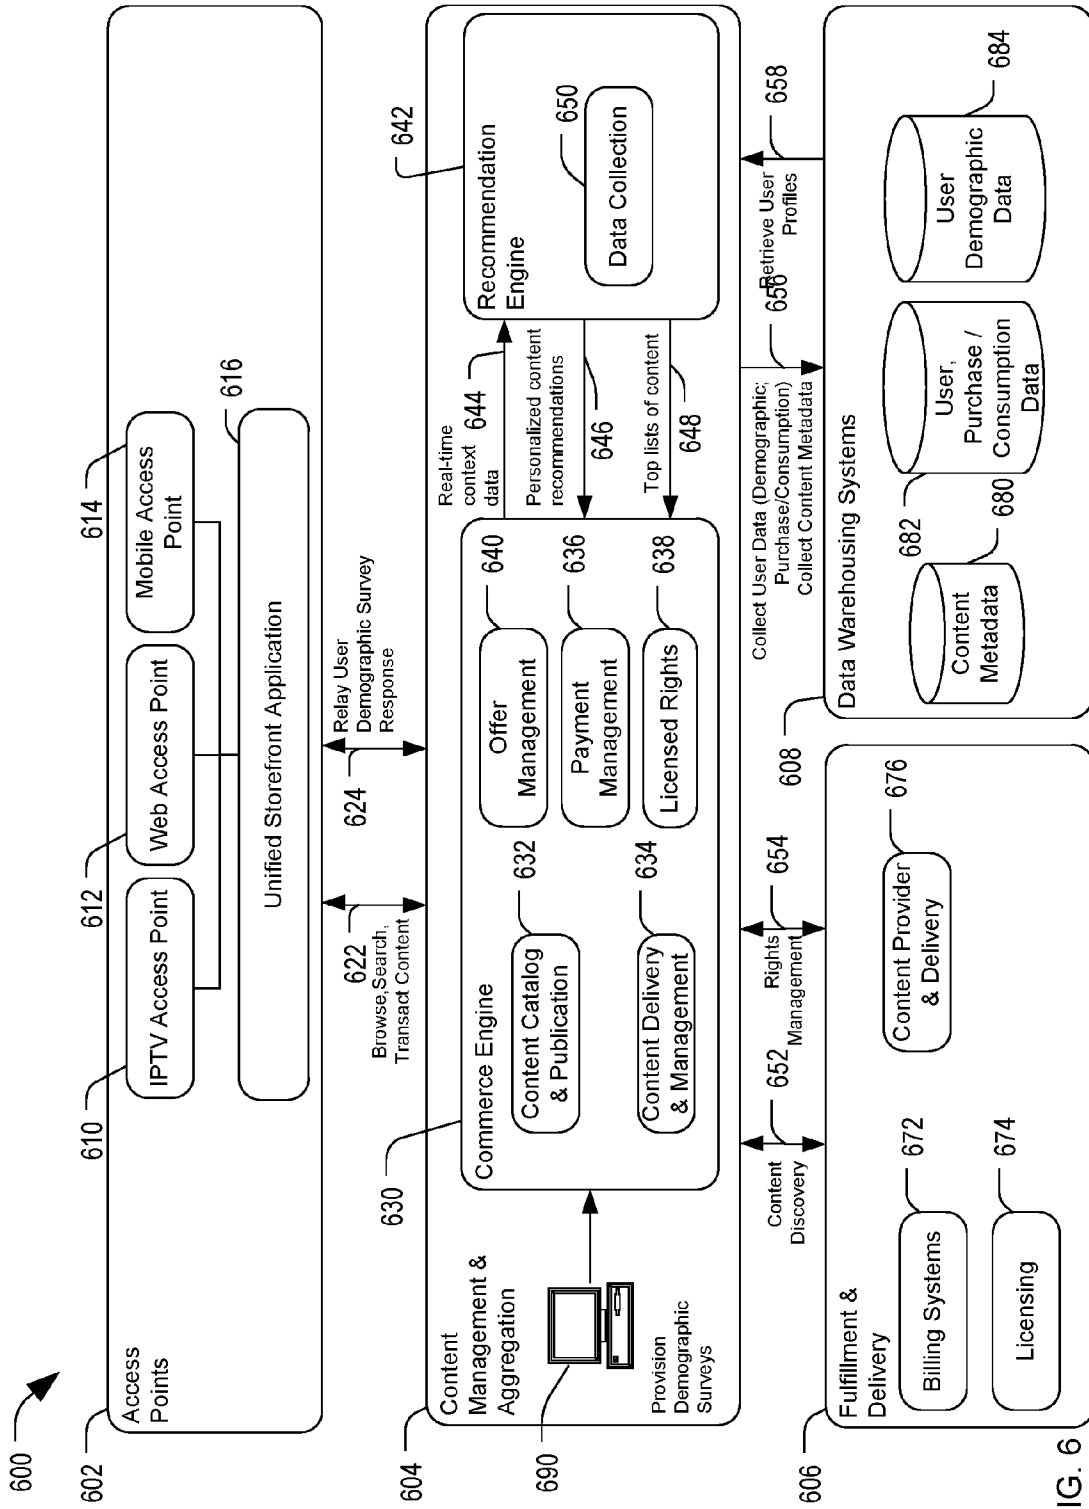 600
602
Access
Points
610
IPTV Access Point
612
Web Access Point
614
Mobile Access
Point
616
Unified Storefront Application
622
Browse,Search,
Transact Content
624
Relay User
Demographic Survey
Response
604
Content
Management &
Aggregation
690
Provision
Demographic
Surveys
630
Commerce Engine
632
Content Catalog
& Publication
634
Content Delivery
& Management
640
Offer
Management
636
Payment
Management
638
Licensed Rights
Real-time
context
data
644
Personalized content
recommendations
646
Top lists of content
648
642
Recommendation
Engine
650
Data Collection
652
Content
Discovery
654
Rights
Management
Collect User Data (Demographic;
Purchase/Consumption)
Collect Content Metadata
656
Retrieve User
Profiles
658
606
Fulfillment &
Delivery
672
Billing Systems
674
Licensing
676
Content Provider
& Delivery
608
Data Warehousing Systems
680
Content
Metadata
682
User,
Purchase /
Consumption
Data
684
User
Demographic
Data
IG. 6